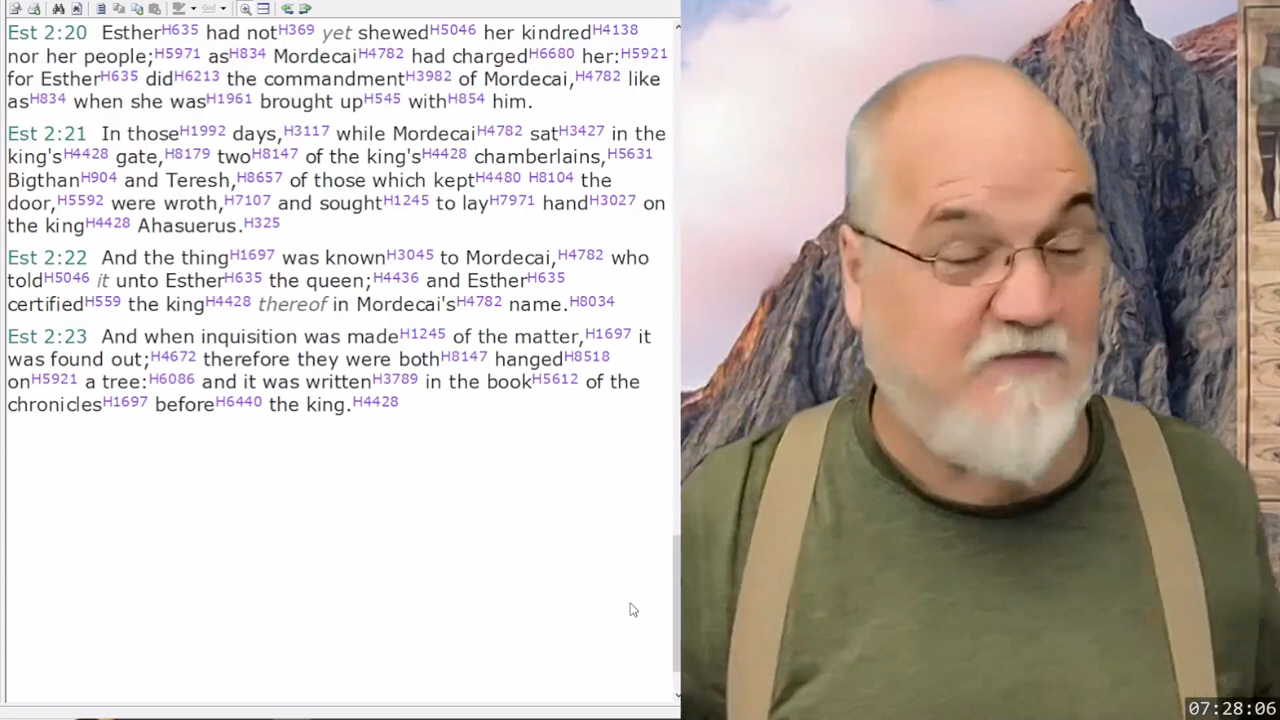 Est 2:20 EstherH635 had notH369 yet shewedH5046 her kindredH4138
nor her people;H5971 asH834 MordecaiH4782 had chargedH6680 her:H5921
for EstherH635 didH6213 the commandmentH3982 of Mordecai,H4782 like
asH834 when she wasH1961 brought upH545 withH854 him.
Est 2:21 In thoseH1992 days,H3117 while MordecaiH4782 satH3427 in the
king'sH4428 gate,H8179 twoH8147 of the king'sH4428 chamberlains,H5631
BigthanH904 and Teresh,H8657 of those which keptH4480 H8104 the
door,H5592 were wroth,H7107 and soughtH1245 to layH7971 handH3027 on
the kingH4428 Ahasuerus.H325
Est 2:22 And the thingH1697 was knownH3045 to Mordecai,H4782 who
toldH5046 it unto EstherH635 the queen;H4436 and EstherH635
certifiedH559 the kingH4428 thereof in Mordecai'sH4782 name.H8034
Est 2:23 And when inquisition was madeH1245 of the matter,H1697 it
was found out;H4672 therefore they were bothH8147 hangedH8518
onH5921 a tree:H6086 and it was writtenH3789 in the bookH5612 of the
chroniclesH1697 beforeH6440 the king.H4428
07:28:06